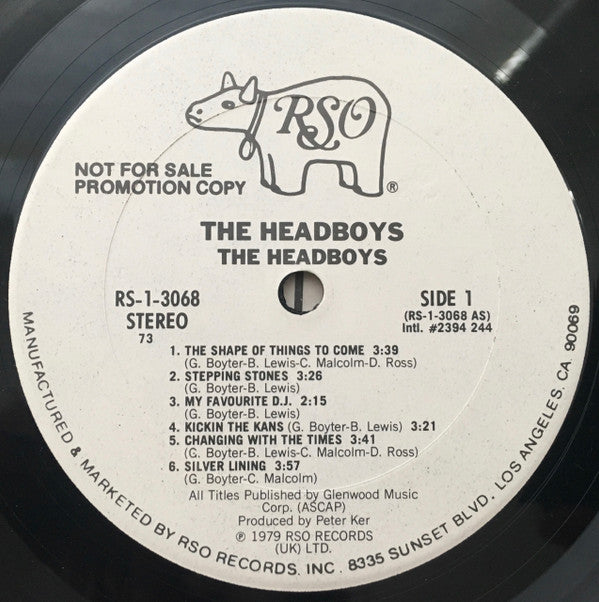 RSO
®
NOT FOR SALE
PROMOTION COPY
THE HEADBOYS
THE HEADBOYS
RS-1-3068
STEREO
73
SIDE 1
(RS-1-3068 AS)
Intl. #2394 244
1. THE SHAPE OF THINGS TO COME 3:39
(G. Boyter-B. Lewis-C. Malcolm-D. Ross)
2. STEPPING STONES 3:26
(G. Boyter-B. Lewis)
3. MY FAVOURITE D.J. 2:15
(G. Boyter-B. Lewis)
4. KICKIN THE KANS (G. Boyter-B. Lewis) 3:21
5. CHANGING WITH THE TIMES 3:41
(G. Boyter-B. Lewis-C. Malcolm-D. Ross)
6. SILVER LINING 3:57
(G. Boyter-C. Malcolm)
All Titles Published by Glenwood Music
Corp. (ASCAP)
Produced by Peter Ker
℗ 1979 RSO RECORDS
(UK) LTD.
MANUFACTURED & MARKETED BY RSO RECORDS, INC. 8335 SUNSET BLVD. LOS ANGELES, CA. 90069